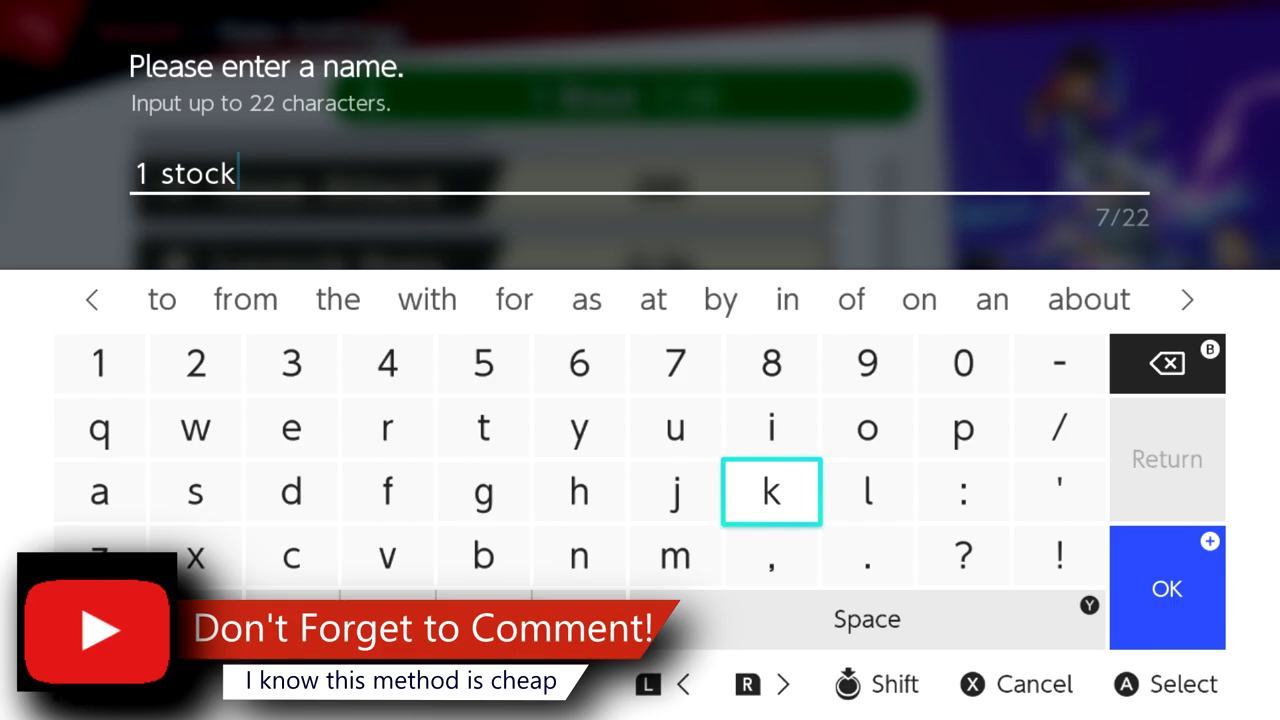 Please enter a name.
Input up to 22 characters.
1 stock
7/22
to from the with for as at by in of on an about
1 2 3 4 5 6 7 8 9 0 - B
q w e r t y u i o p / Return
a s d f g h j k l : '
x c v b n m , . ? ! +
OK
Space Y
Don't Forget to Comment!
I know this method is cheap
L R Shift X Cancel A Select